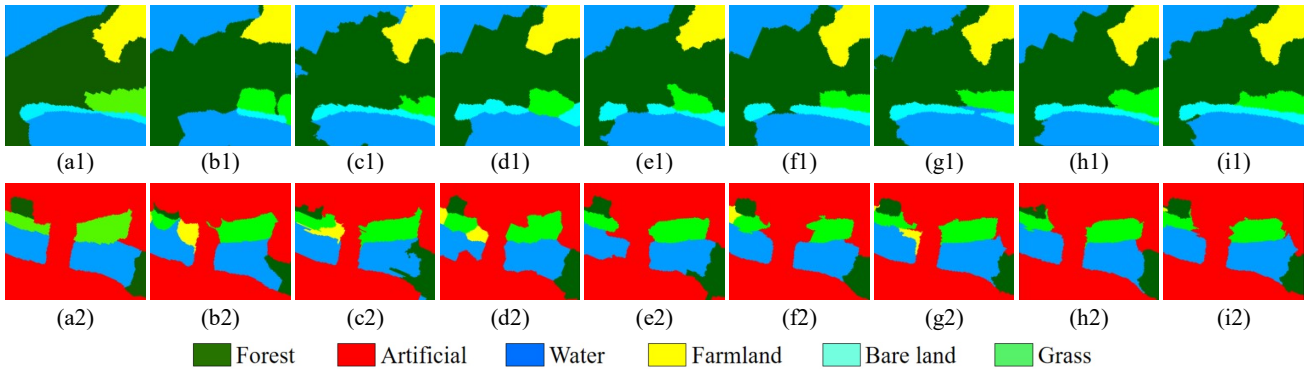 (a1) (b1) (c1) (d1) (e1) (f1) (g1) (h1) (i1)
(a2) (b2) (c2) (d2) (e2) (f2) (g2) (h2) (i2)
Forest Artificial Water Farmland Bare land Grass